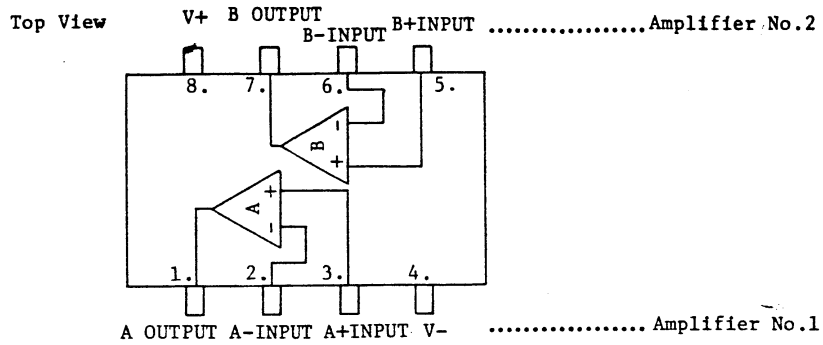 Top View V+ B OUTPUT B-INPUT B+INPUT ................. Amplifier No.2
8. 7. 6. 5.
- B +
+ A -
1. 2. 3. 4.
A OUTPUT A-INPUT A+INPUT V- ................. Amplifier No.1